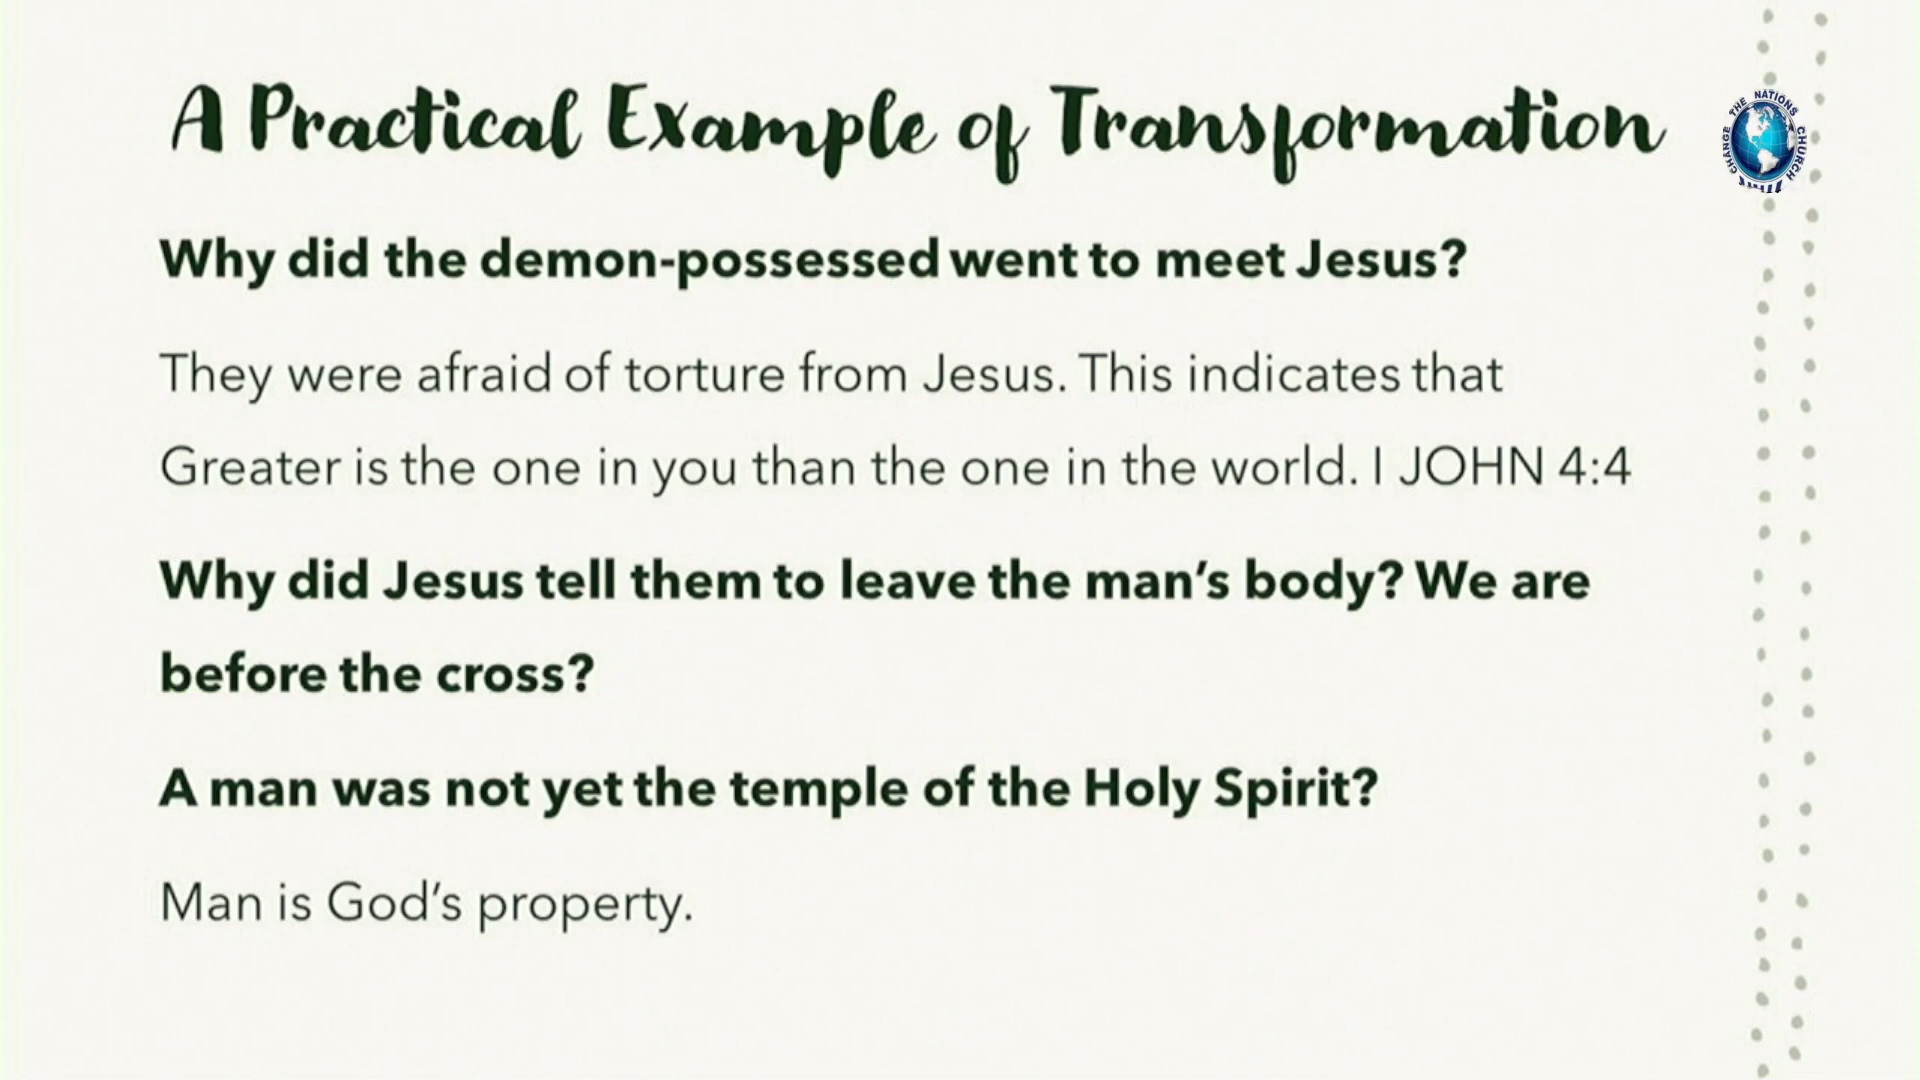 A Practical Example of Transformation
CHANGE THE NATIONS CHURCH
Why did the demon-possessed went to meet Jesus?
They were afraid of torture from Jesus. This indicates that
Greater is the one in you than the one in the world. I JOHN 4:4
Why did Jesus tell them to leave the man’s body? We are
before the cross?
A man was not yet the temple of the Holy Spirit?
Man is God’s property.